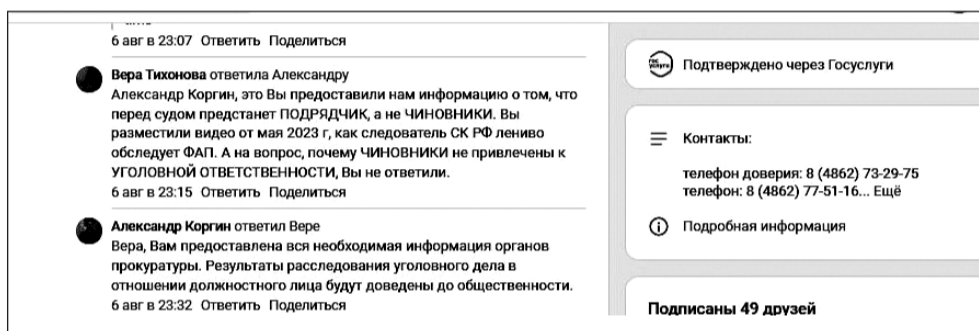 6 авг в 23:07 Ответить Поделиться
Вера Тихонова ответила Александру
Александр Коргин, это Вы предоставили нам информацию о том, что
перед судом предстанет ПОДРЯДЧИК, а не ЧИНОВНИКИ. Вы
разместили видео от мая 2023 г, как следователь СК РФ лениво
обследует ФАП. А на вопрос, почему ЧИНОВНИКИ не привлечены к
УГОЛОВНОЙ ОТВЕТСТВЕННОСТИ, Вы не ответили.
6 авг в 23:15 Ответить Поделиться
Александр Коргин ответил Вере
Вера, Вам предоставлена вся необходимая информация органов
прокуратуры. Результаты расследования уголовного дела в
отношении должностного лица будут доведены до общественности.
6 авг в 23:32 Ответить Поделиться
гос
услуги
Подтверждено через Госуслуги
Контакты:
телефон доверия: 8 (4862) 73-29-75
телефон: 8 (4862) 77-51-16... Ещё
Подробная информация
Подписаны 49 друзей